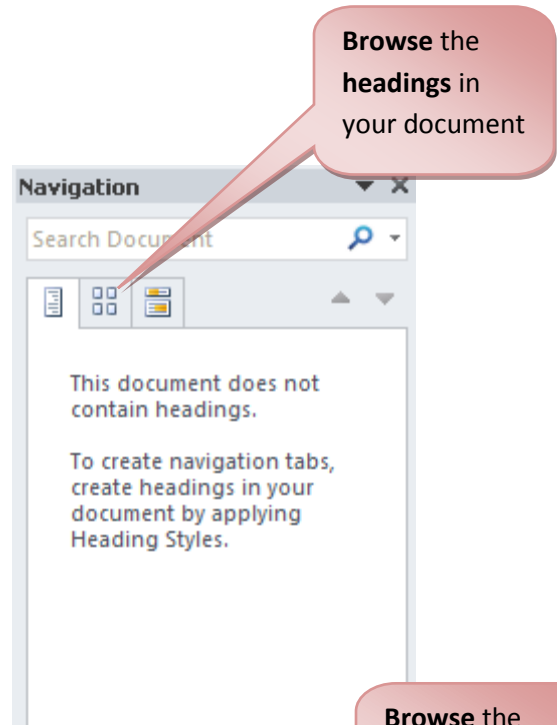 Browse the
headings in
your document
Navigation
Search Document
This document does not
contain headings.
To create navigation tabs,
create headings in your
document by applying
Heading Styles.
Browse the